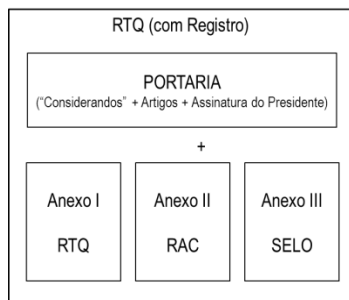 RTQ (com Registro)
PORTARIA
(“Considerandos” + Artigos + Assinatura do Presidente)
+
Anexo I
RTQ
Anexo II
RAC
Anexo III
SELO